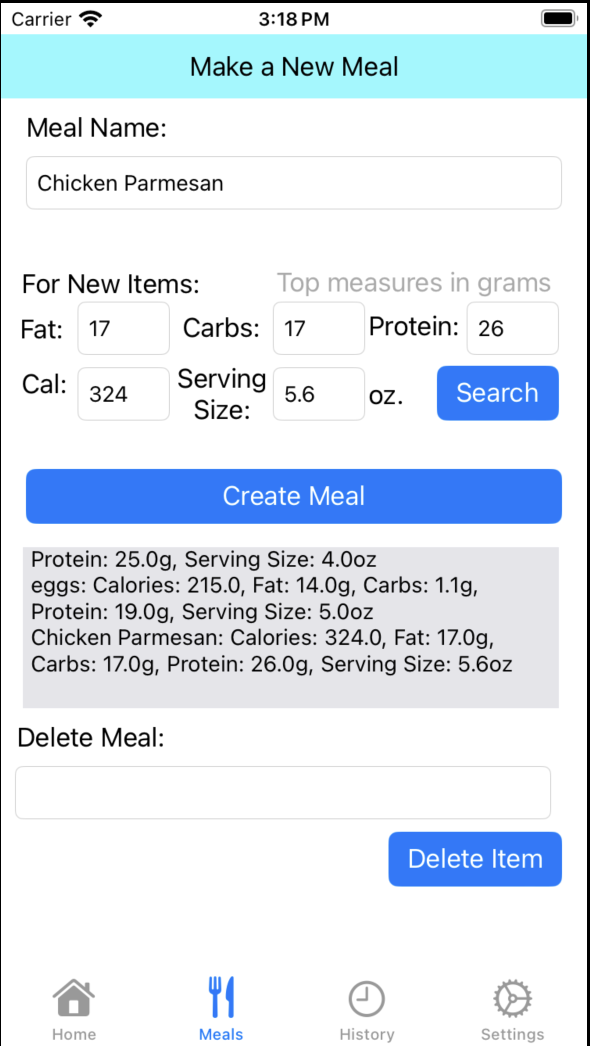 Carrier 3:18 PM
Make a New Meal
Meal Name:
Chicken Parmesan
For New Items: Top measures in grams
Fat: 17 Carbs: 17 Protein: 26
Cal: 324 Serving Size: 5.6 oz. Search
Create Meal
Protein: 25.0g, Serving Size: 4.0oz
eggs: Calories: 215.0, Fat: 14.0g, Carbs: 1.1g,
Protein: 19.0g, Serving Size: 5.0oz
Chicken Parmesan: Calories: 324.0, Fat: 17.0g,
Carbs: 17.0g, Protein: 26.0g, Serving Size: 5.6oz
Delete Meal:
Delete Item
Home Meals History Settings